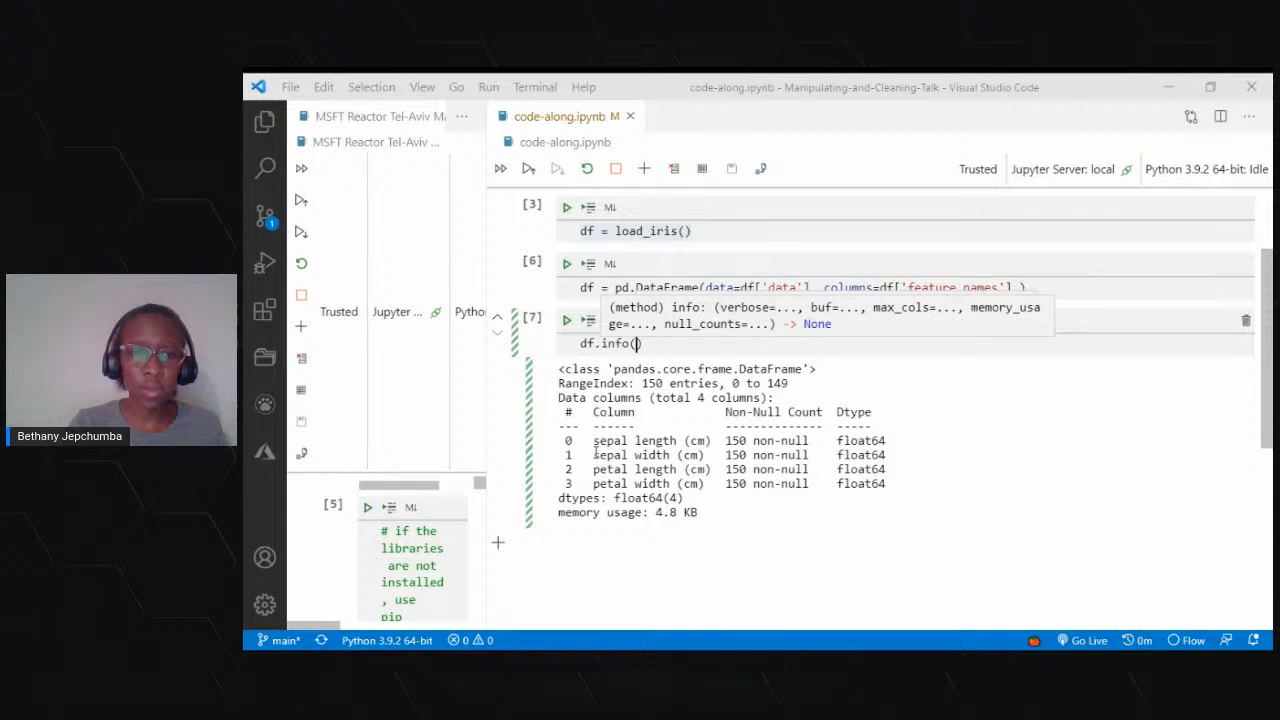 File Edit Selection View Go Run Terminal Help
code-along.ipynb - Manipulating-and-Cleaning-Talk - Visual Studio Code
MSFT Reactor Tel-Aviv Ma
...
code-along.ipynb M
MSFT Reactor Tel-Aviv ...
code-along.ipynb
Trusted
Jupyter Server: local
Python 3.9.2 64-bit: Idle
[3]
M↓
df = load_iris()
[6]
M↓
df = pd.DataFrame(data=df['data'], columns=df['feature_names'] )
(method) info: (verbose=..., buf=..., max_cols=..., memory_usa
ge=..., null_counts=...) -> None
[7]
df.info()
Trusted
Jupyter ...
Pytho
<class 'pandas.core.frame.DataFrame'>
RangeIndex: 150 entries, 0 to 149
Data columns (total 4 columns):
# Column Non-Null Count Dtype
--- ------ -------------- -----
0 sepal length (cm) 150 non-null float64
1 sepal width (cm) 150 non-null float64
2 petal length (cm) 150 non-null float64
3 petal width (cm) 150 non-null float64
dtypes: float64(4)
memory usage: 4.8 KB
Bethany Jepchumba
1
[5]
M↓
# if the
libraries
are not
installed
, use
pip
main*
Python 3.9.2 64-bit
0
0
Go Live
0m
Flow